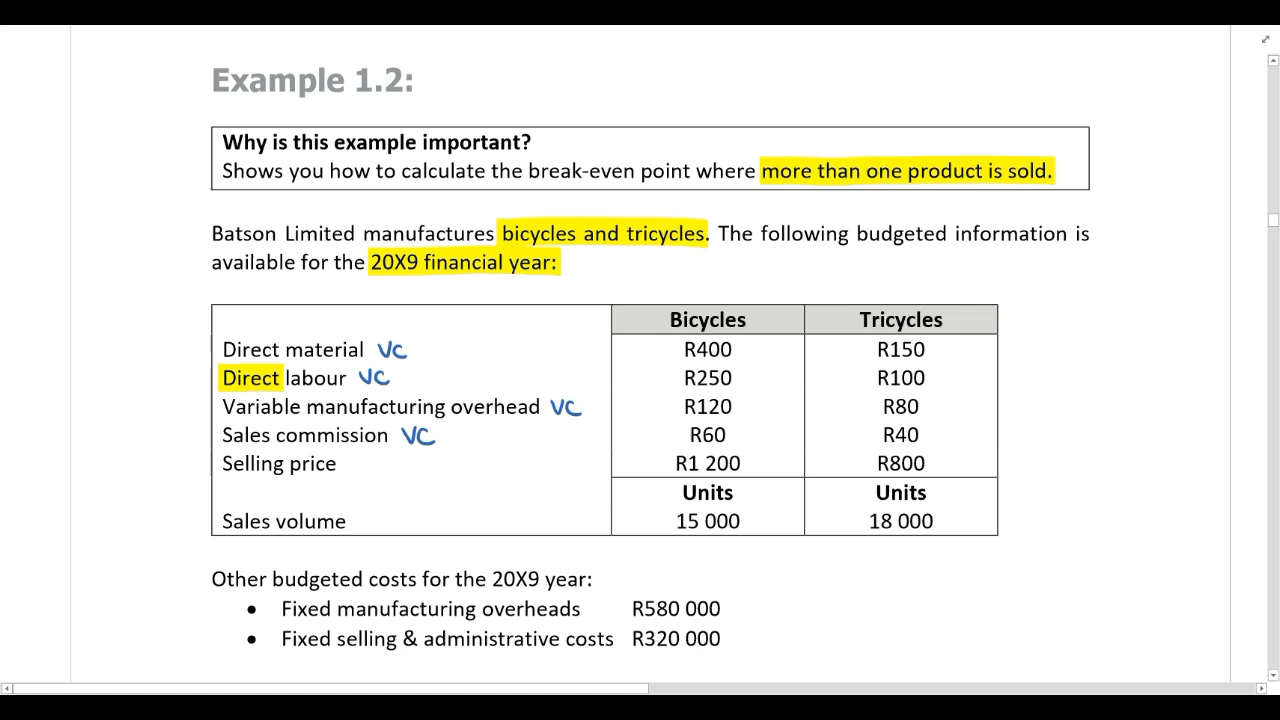 Example 1.2:
Why is this example important?
Shows you how to calculate the break-even point where more than one product is sold.
Batson Limited manufactures bicycles and tricycles. The following budgeted information is
available for the 20X9 financial year:
Bicycles Tricycles
Direct material VC R400 R150
Direct labour VC R250 R100
Variable manufacturing overhead VC R120 R80
Sales commission VC R60 R40
Selling price R1 200 R800
Units Units
Sales volume 15 000 18 000
Other budgeted costs for the 20X9 year:
• Fixed manufacturing overheads R580 000
• Fixed selling & administrative costs R320 000